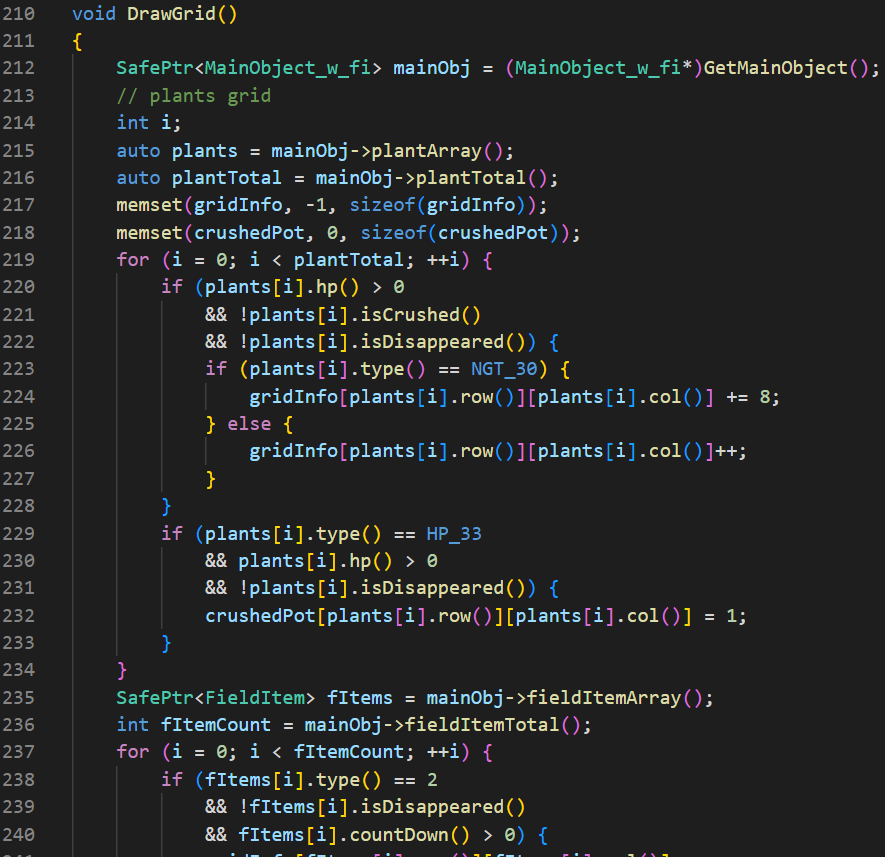 210 void DrawGrid()
211 {
212     SafePtr<MainObject_w_fi> mainObj = (MainObject_w_fi*)GetMainObject();
213     // plants grid
214     int i;
215     auto plants = mainObj->plantArray();
216     auto plantTotal = mainObj->plantTotal();
217     memset(gridInfo, -1, sizeof(gridInfo));
218     memset(crushedPot, 0, sizeof(crushedPot));
219     for (i = 0; i < plantTotal; ++i) {
220         if (plants[i].hp() > 0
221             && !plants[i].isCrushed()
222             && !plants[i].isDisappeared()) {
223             if (plants[i].type() == NGT_30) {
224                 gridInfo[plants[i].row()][plants[i].col()] += 8;
225             } else {
226                 gridInfo[plants[i].row()][plants[i].col()]++;
227             }
228         }
229         if (plants[i].type() == HP_33
230             && plants[i].hp() > 0
231             && !plants[i].isDisappeared()) {
232             crushedPot[plants[i].row()][plants[i].col()] = 1;
233         }
234     }
235     SafePtr<FieldItem> fItems = mainObj->fieldItemArray();
236     int fItemCount = mainObj->fieldItemTotal();
237     for (i = 0; i < fItemCount; ++i) {
238         if (fItems[i].type() == 2
239             && !fItems[i].isDisappeared()
240             && fItems[i].countDown() > 0) {